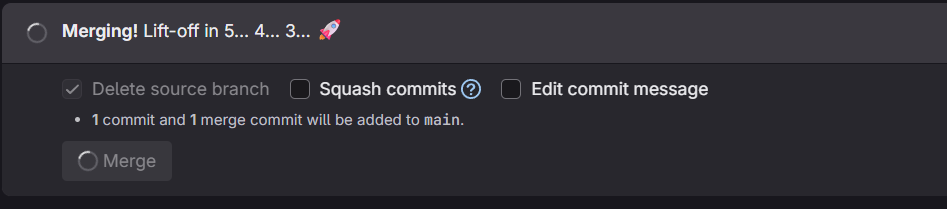 Merging! Lift-off in 5... 4... 3... 🚀
Delete source branch Squash commits ? Edit commit message
• 1 commit and 1 merge commit will be added to main.
Merge